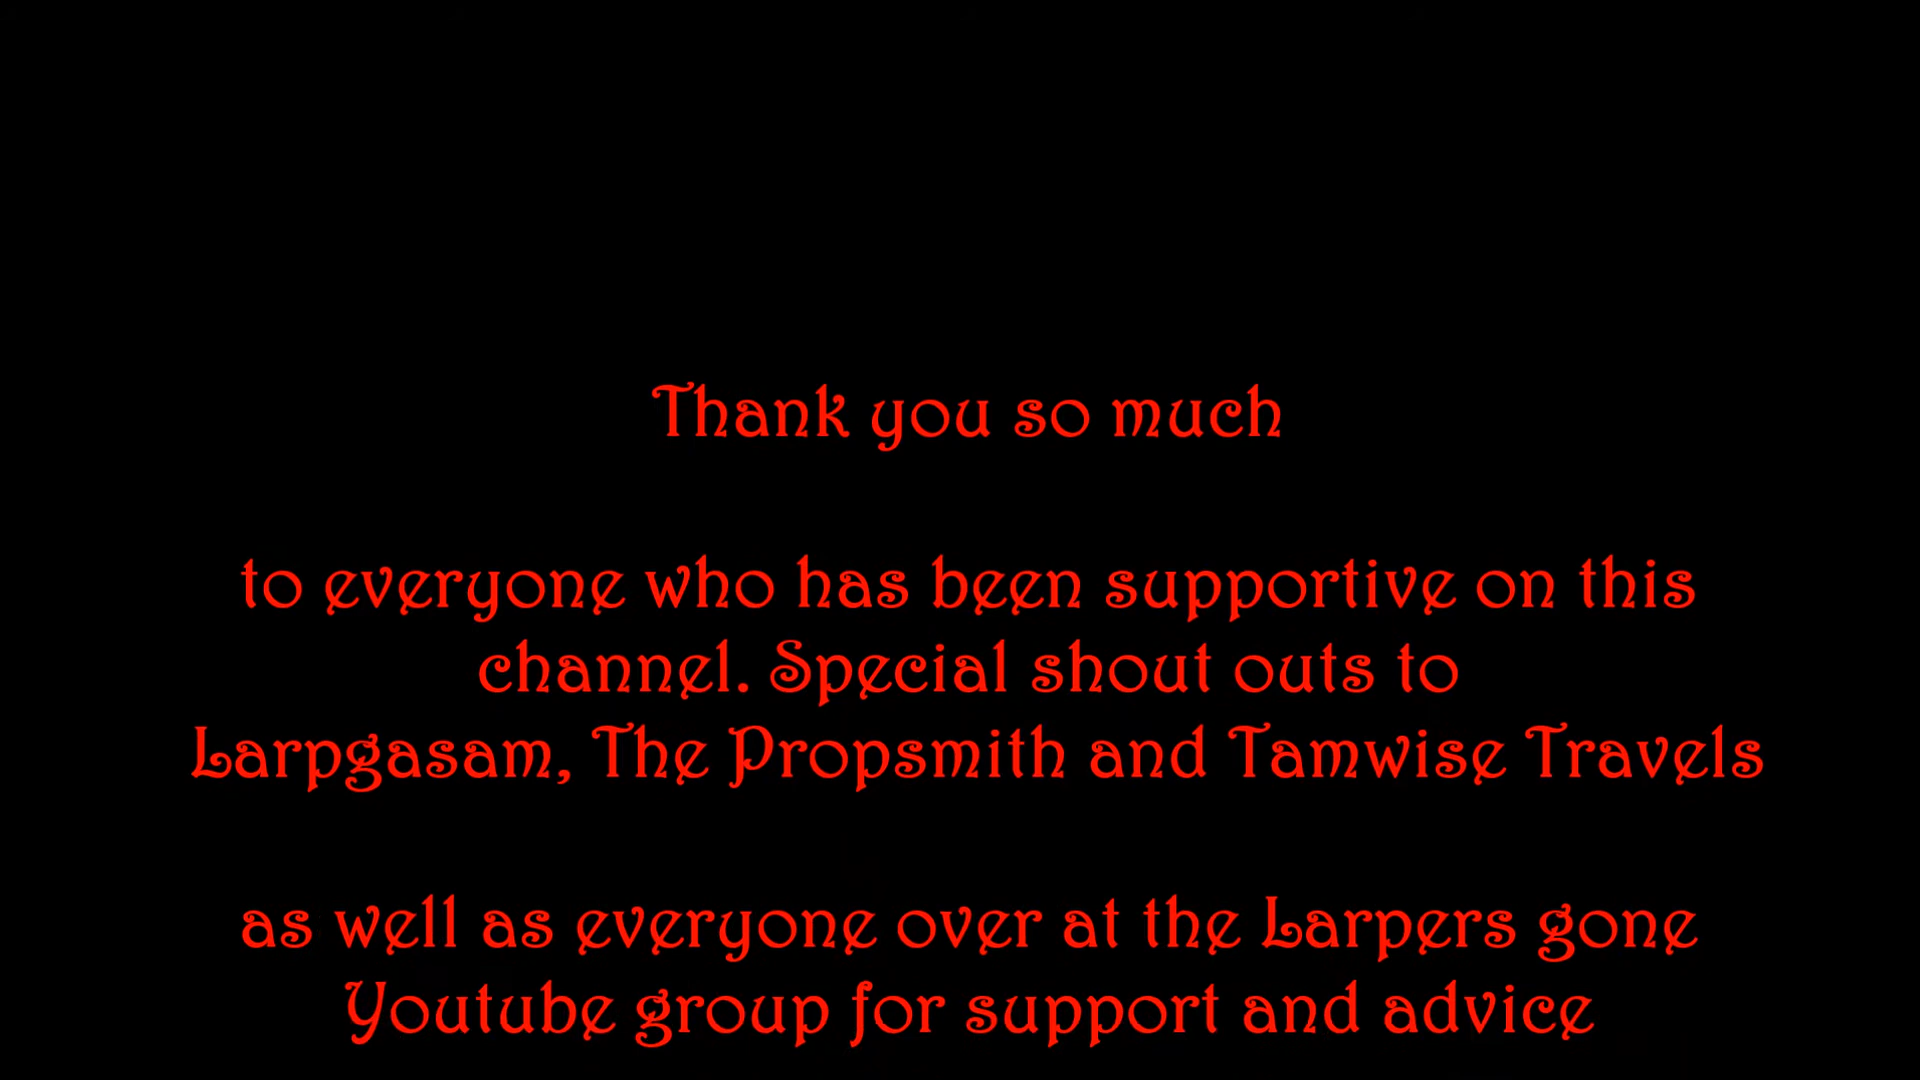 Thank you so much
to everyone who has been supportive on this
channel. Special shout outs to
Larpgasam, The Propsmith and Tamwise Travels
as well as everyone over at the Larpers gone
Youtube group for support and advice